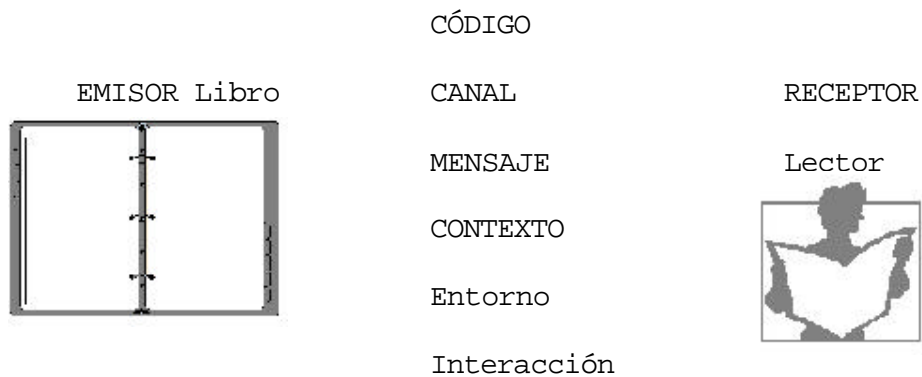 CÓDIGO
EMISOR Libro CANAL RECEPTOR
MENSAJE Lector
CONTEXTO
Entorno
Interacción